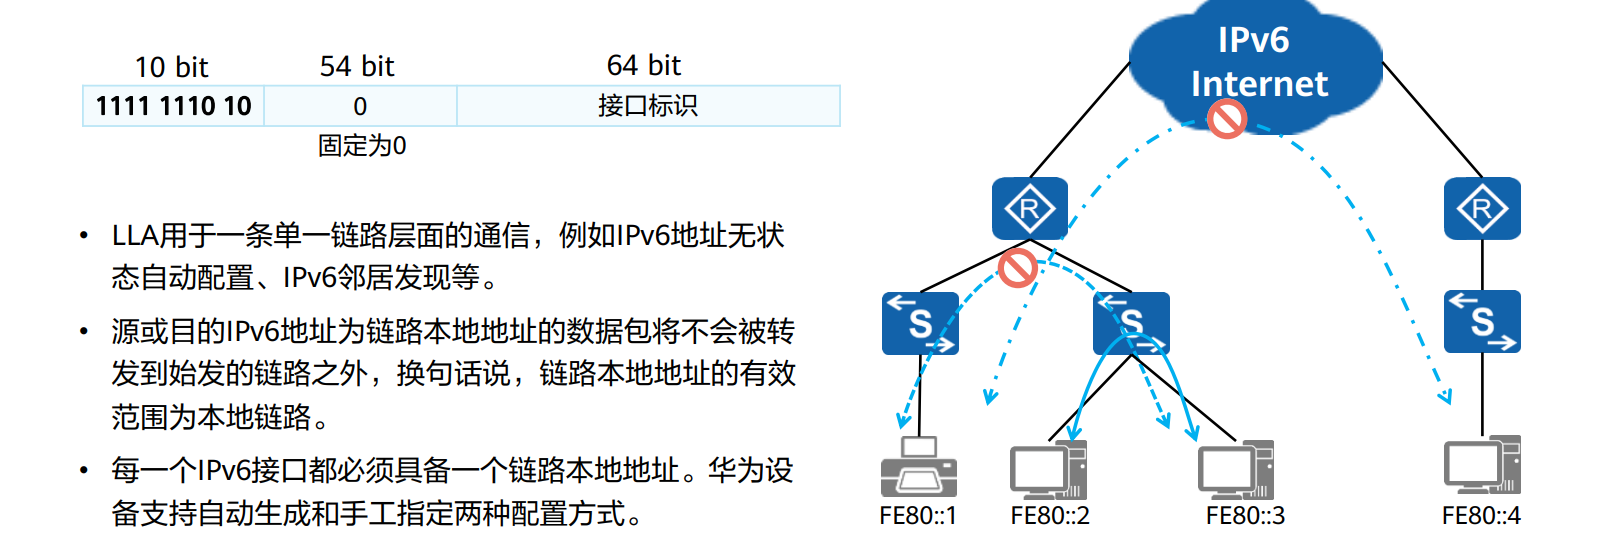 10 bit 54 bit 64 bit
1111 1110 10 0 接口标识
固定为0
• LLA用于一条单一链路层面的通信，例如IPv6地址无状
态自动配置、IPv6邻居发现等。
• 源或目的IPv6地址为链路本地地址的数据包将不会被转
发到始发的链路之外，换句话说，链路本地地址的有效
范围为本地链路。
• 每一个IPv6接口都必须具备一个链路本地地址。华为设
备支持自动生成和手工指定两种配置方式。
IPv6
Internet
R R
S S S
FE80::1 FE80::2 FE80::3 FE80::4